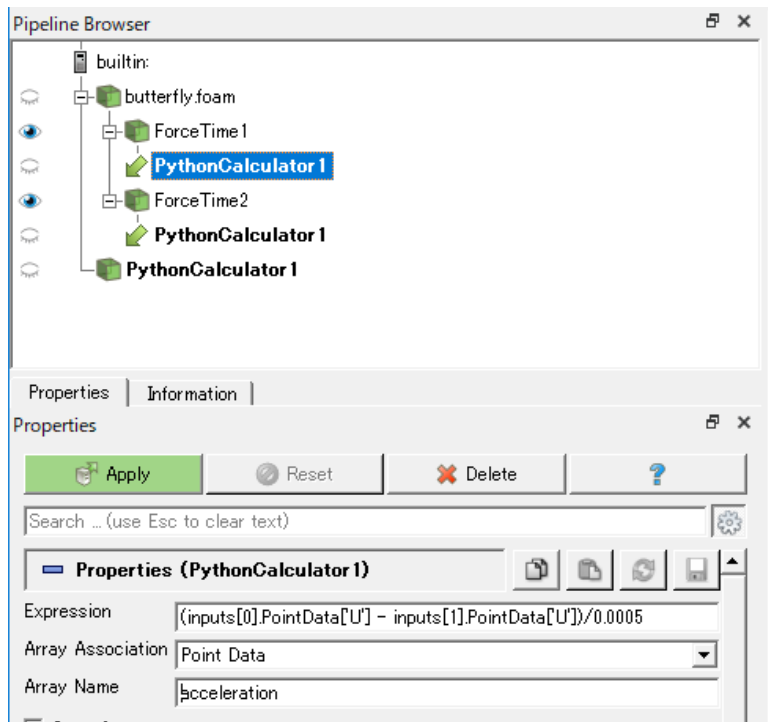 Pipeline Browser
builtin:
butterfly.foam
ForceTime1
PythonCalculator1
ForceTime2
PythonCalculator1
PythonCalculator1
Properties Information
Properties
Apply Reset Delete ?
Search ... (use Esc to clear text)
Properties (PythonCalculator1)
Expression (inputs[0].PointData['U'] - inputs[1].PointData['U'])/0.0005
Array Association Point Data
Array Name acceleration